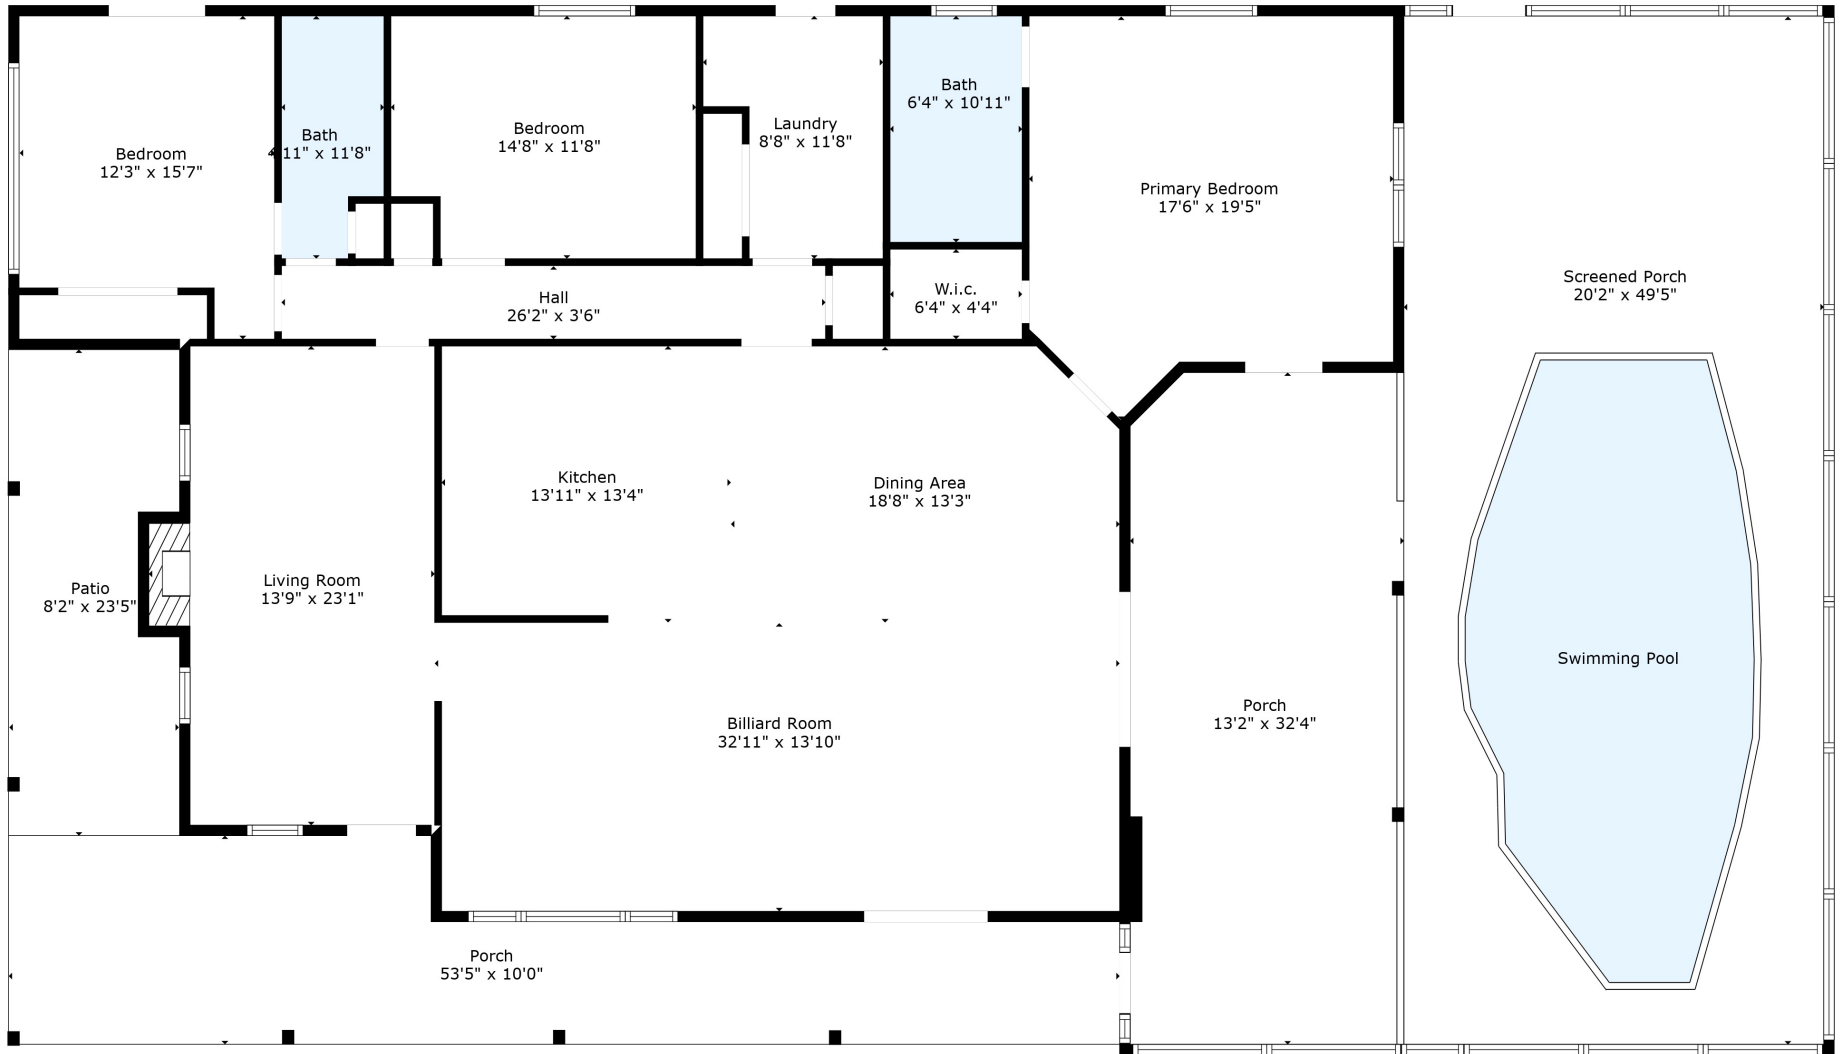 Bath
6'4" x 10'11"
Laundry
8'8" x 11'8"
Bedroom
14'8" x 11'8"
Bath
4'11" x 11'8"
Bedroom
12'3" x 15'7"
Primary Bedroom
17'6" x 19'5"
Screened Porch
20'2" x 49'5"
Hall
26'2" x 3'6"
W.i.c.
6'4" x 4'4"
Kitchen
13'11" x 13'4"
Dining Area
18'8" x 13'3"
Living Room
13'9" x 23'1"
Patio
8'2" x 23'5"
Swimming Pool
Porch
13'2" x 32'4"
Billiard Room
32'11" x 13'10"
Porch
53'5" x 10'0"